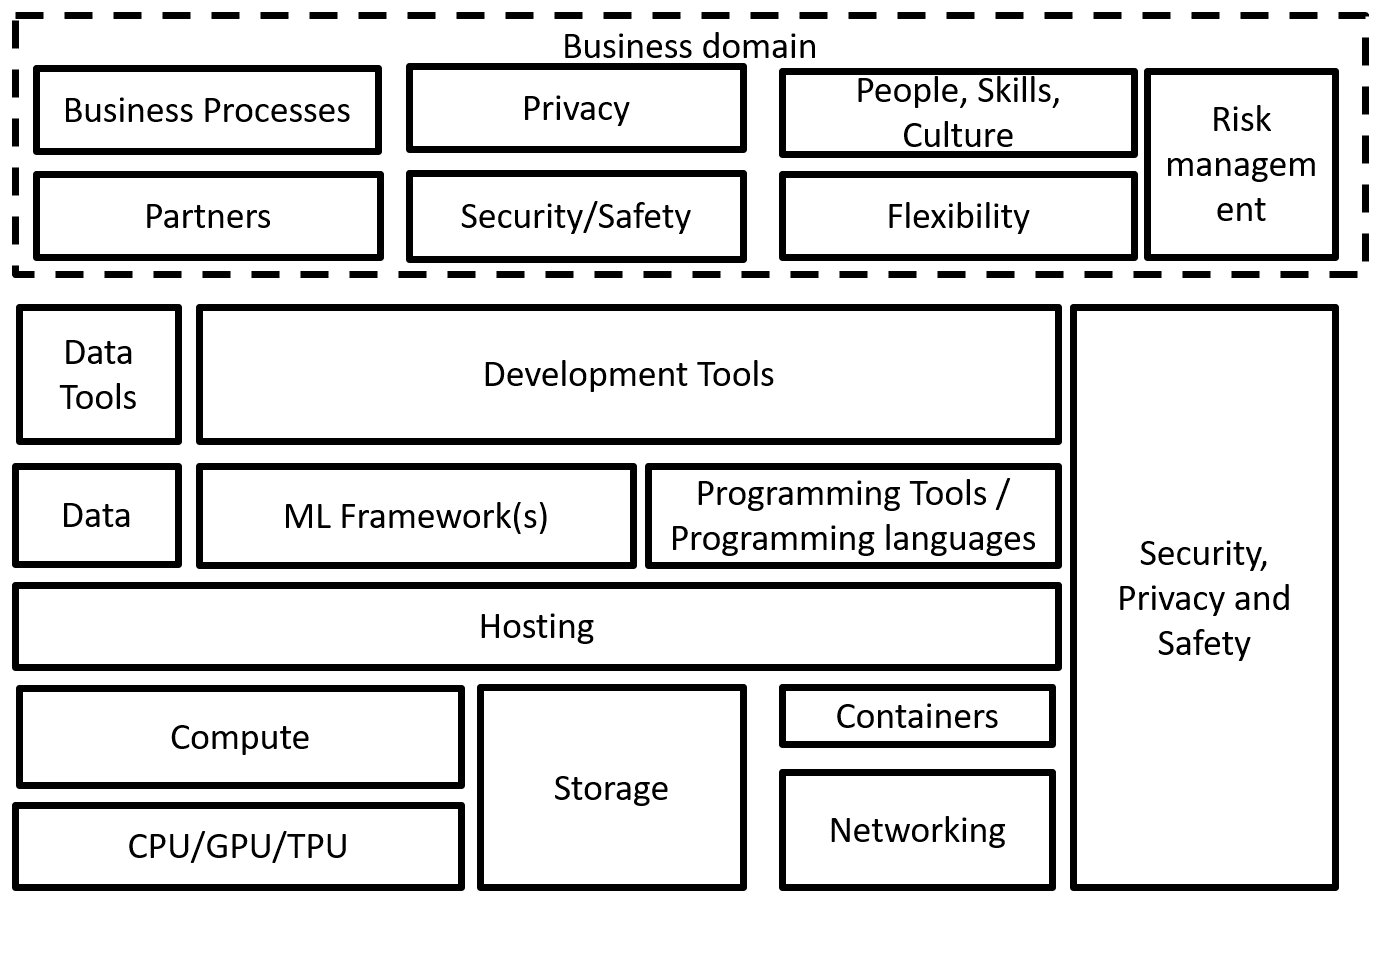 Business domain
Business Processes
Privacy
People, Skills,
Culture
Risk
managem
ent
Partners
Security/Safety
Flexibility
Data
Tools
Development Tools
Data
ML Framework(s)
Programming Tools /
Programming languages
Security,
Privacy and
Safety
Hosting
Compute
Storage
Containers
CPU/GPU/TPU
Networking